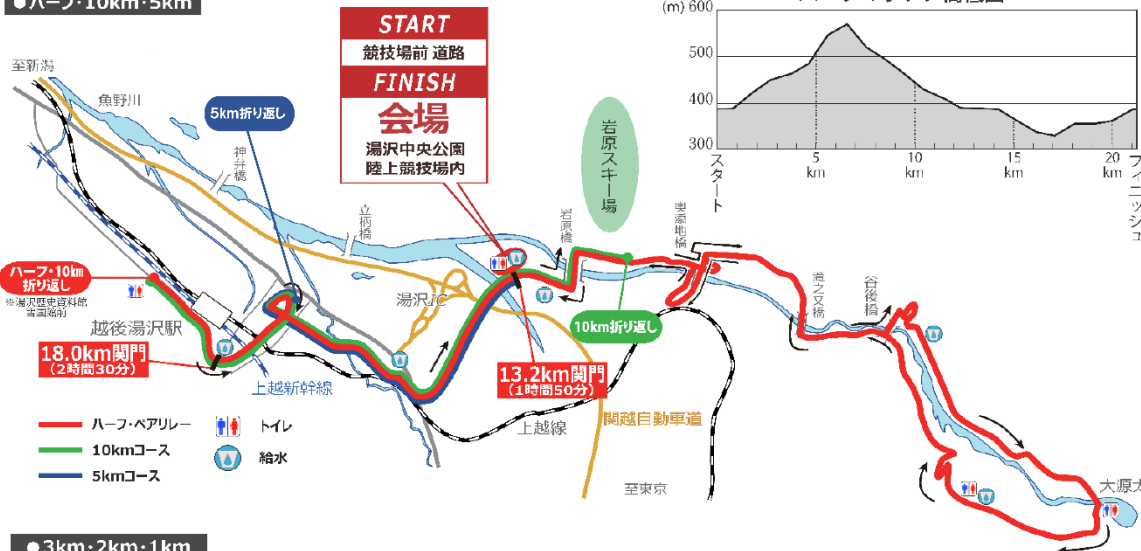 ●ハーフ・10km・5km
(m) 600
500
400
300
スタート
5
km
10
km
15
km
20
km
フィニッシュ
START
競技場前 道路
FINISH
会場
湯沢中央公園
陸上競技場内
至新潟
魚野川
神弁橋
5km折り返し
立柄橋
岩原橋
岩原スキー場
奥添地橋
滝之又橋
谷後橋
ハーフ・10km
折り返し
※湯沢歴史資料館
雪国館前
越後湯沢駅
湯沢IC
10km折り返し
18.0km関門
(2時間30分)
13.2km関門
(1時間50分)
上越新幹線
上越線
関越自動車道
至東京
大源太
ハーフ・ペアリレー
トイレ
10kmコース
給水
5kmコース
●3km・2km・1km